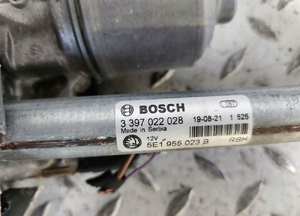 BOSCH
3 397 022 028 19-08-21 1 525
Made in Serbia
12V
5E1 955 023 B RBH